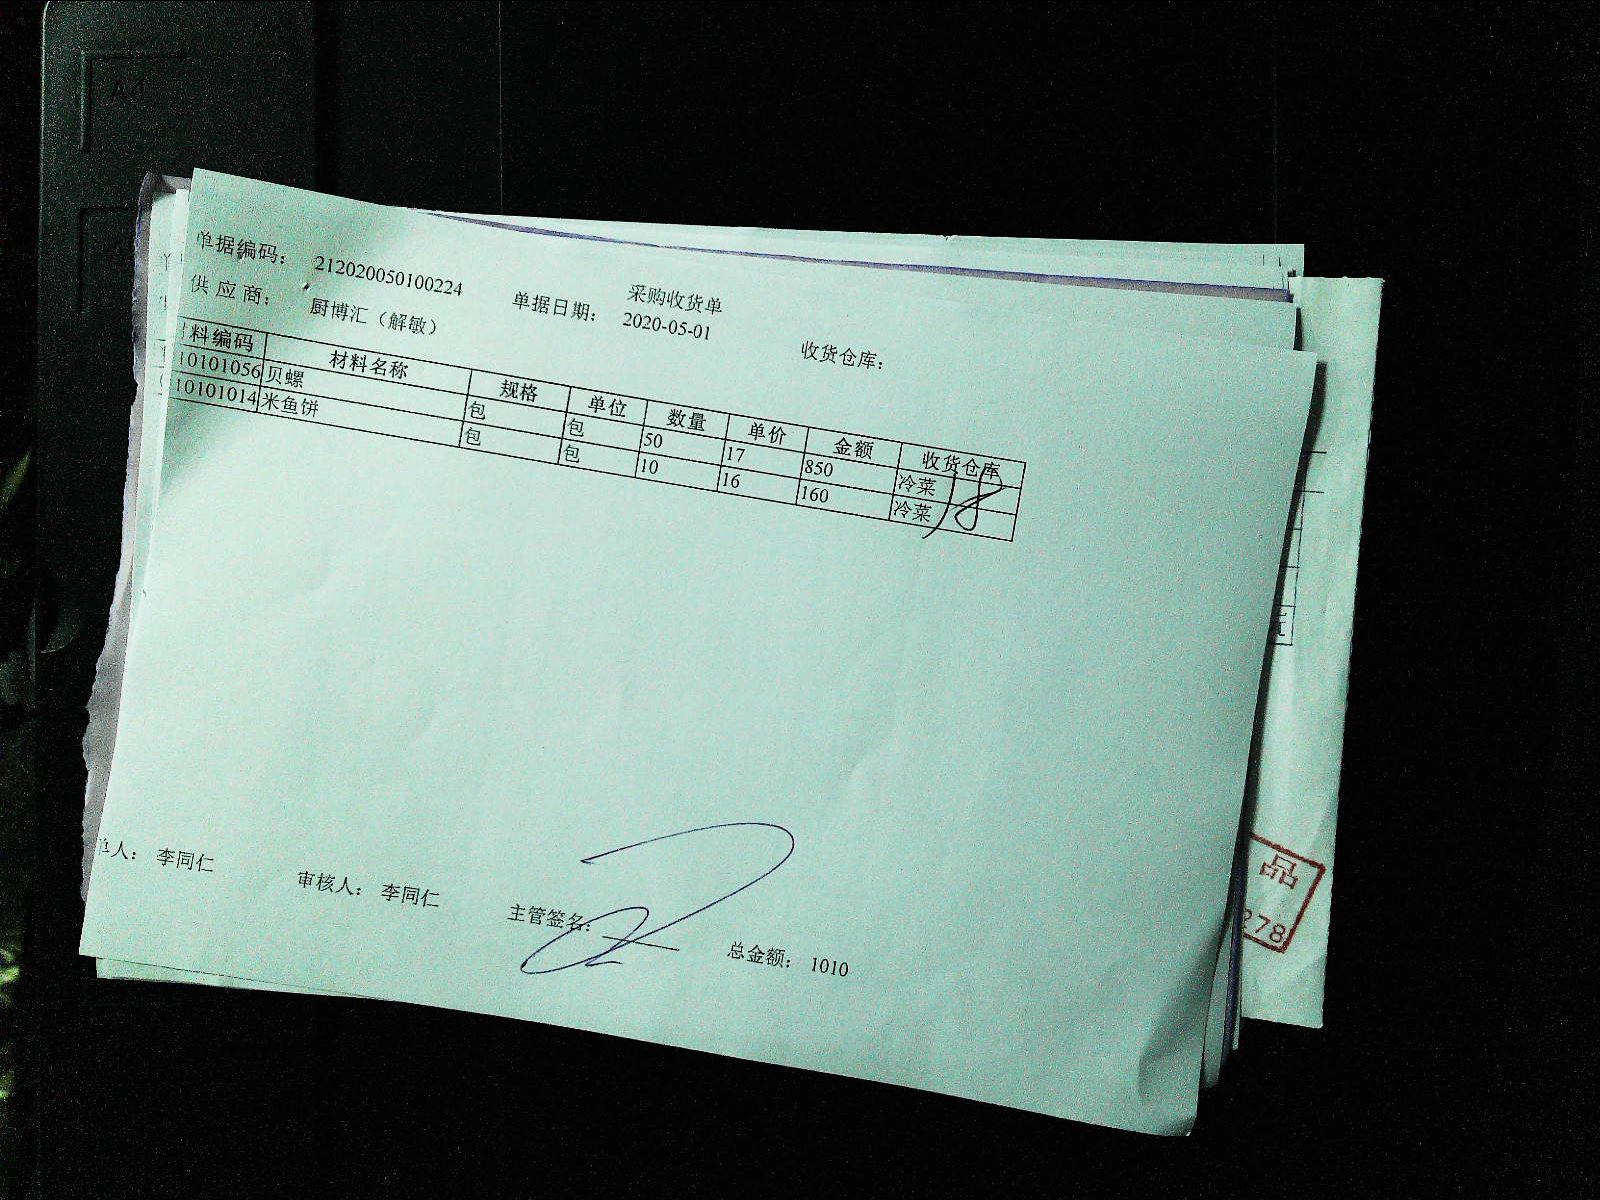 采购收货单
单据编码： 212020050100224 单据日期： 2020-05-01 收货仓库：
供应商： 厨博汇（解敏）
料编码 材料名称 规格 单位 数量 单价 金额 收货仓库
10101056 贝螺 包 包 50 17 850 冷菜
10101014 米鱼饼 包 包 10 16 160 冷菜
单人： 李同仁 审核人： 李同仁 主管签名： 总金额： 1010
品
278
A4